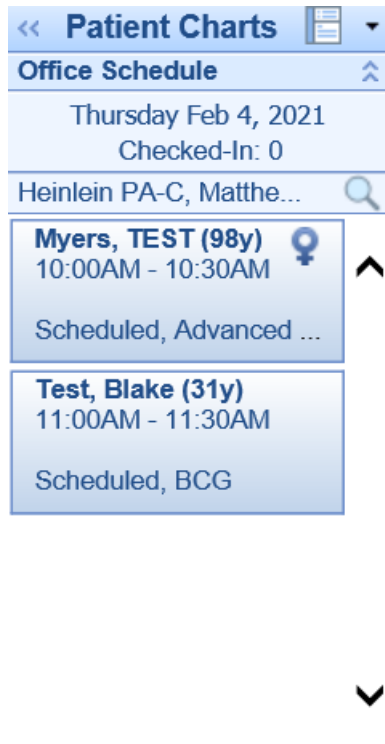 Patient Charts
Office Schedule
Thursday Feb 4, 2021
Checked-In: 0
Heinlein PA-C, Matthe...
Myers, TEST (98y)
10:00AM - 10:30AM
Scheduled, Advanced ...
Test, Blake (31y)
11:00AM - 11:30AM
Scheduled, BCG